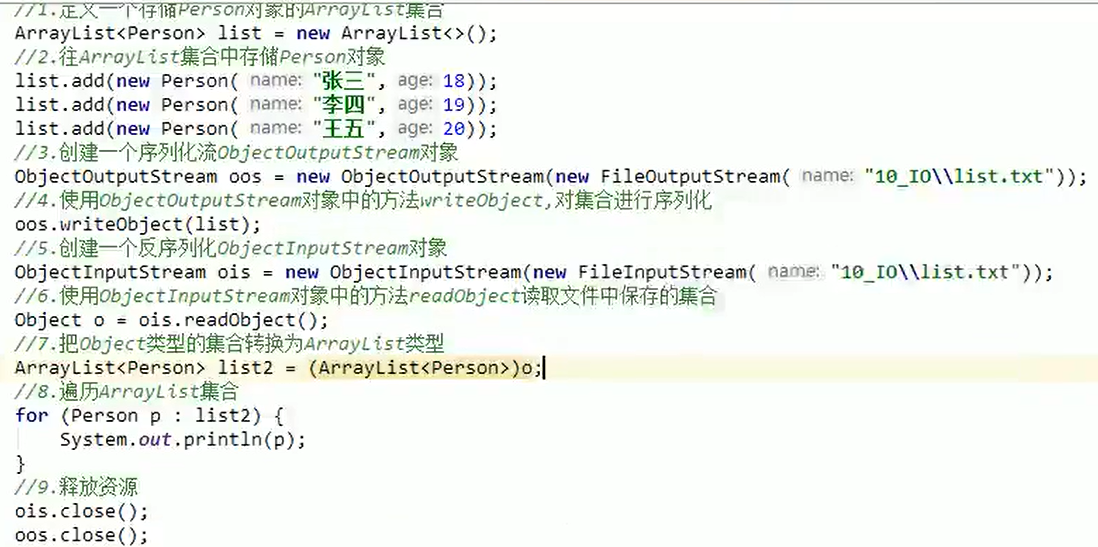 //1.定义一个存储Person对象的ArrayList集合
ArrayList<Person> list = new ArrayList<>();
//2.往ArrayList集合中存储Person对象
list.add(new Person( name: "张三", age: 18));
list.add(new Person( name: "李四", age: 19));
list.add(new Person( name: "王五", age: 20));
//3.创建一个序列化流ObjectOutputStream对象
ObjectOutputStream oos = new ObjectOutputStream(new FileOutputStream( name: "10_IO\\list.txt"));
//4.使用ObjectOutputStream对象中的方法writeObject,对集合进行序列化
oos.writeObject(list);
//5.创建一个反序列化ObjectInputStream对象
ObjectInputStream ois = new ObjectInputStream(new FileInputStream( name: "10_IO\\list.txt"));
//6.使用ObjectInputStream对象中的方法readObject读取文件中保存的集合
Object o = ois.readObject();
//7.把Object类型的集合转换为ArrayList类型
ArrayList<Person> list2 = (ArrayList<Person>)o;
//8.遍历ArrayList集合
for (Person p : list2) {
    System.out.println(p);
}
//9.释放资源
ois.close();
oos.close();